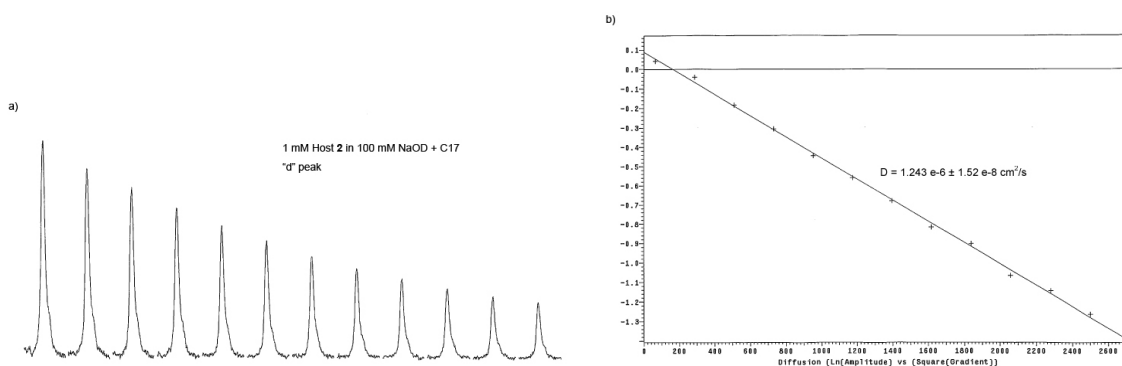 a)
1 mM Host 2 in 100 mM NaOD + C17
"d" peak
b)
0.1
0.0
-0.1
-0.2
-0.3
-0.4
-0.5
-0.6
-0.7
-0.8
-0.9
-1.0
-1.1
-1.2
-1.3
D = 1.243 e-6 ± 1.52 e-8 cm²/s
0 200 400 600 800 1000 1200 1400 1600 1800 2000 2200 2400 2600
Diffusion (Ln(Amplitude) vs (Square(Gradient))